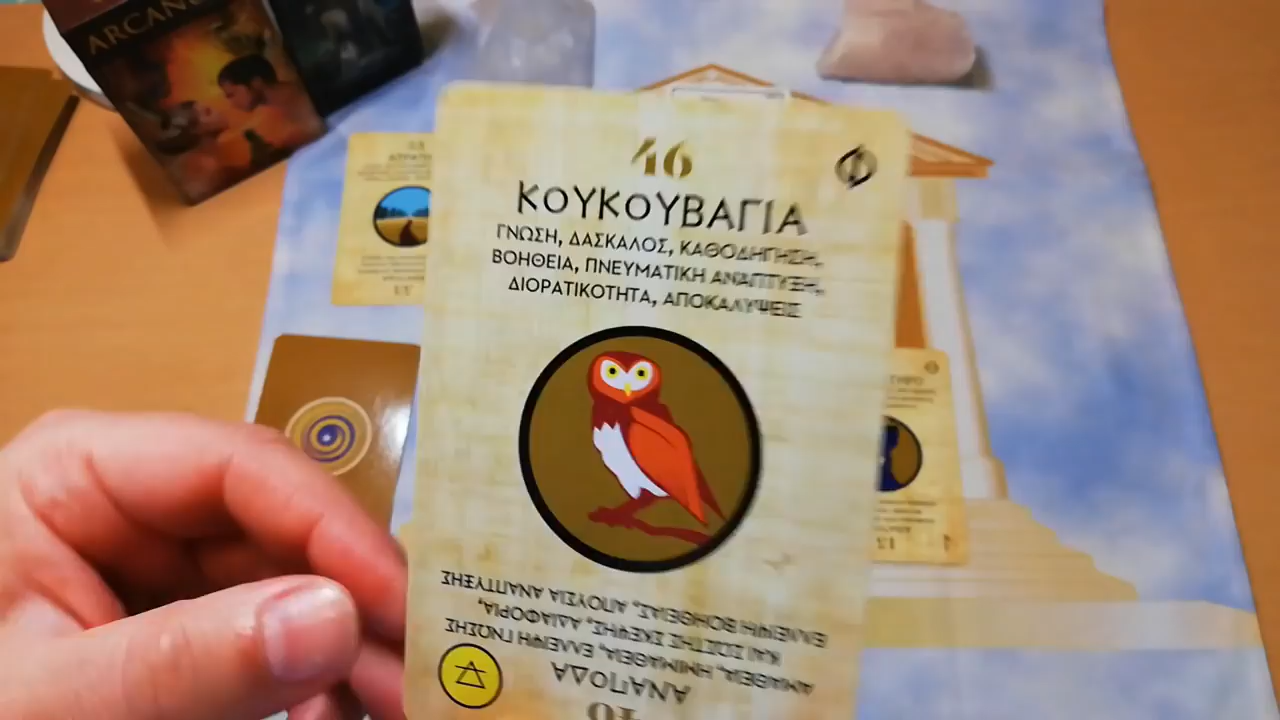 ARCANA
46
ΚΟΥΚΟΥΒΑΓΙΑ
ΓΝΩΣΗ, ΔΑΣΚΑΛΟΣ, ΚΑΘΟΔΗΓΗΣΗ,
ΒΟΗΘΕΙΑ, ΠΝΕΥΜΑΤΙΚΗ ΑΝΑΠΤΥΞΗ,
ΔΙΟΡΑΤΙΚΟΤΗΤΑ, ΑΠΟΚΑΛΥΨΕΙΣ
ΑΝΑΠΟΔΑ
ΑΜΑΘΕΙΑ, ΗΜΙΜΑΘΕΙΑ, ΕΛΛΕΙΨΗ ΓΝΩΣΗΣ
ΚΑΙ ΣΩΣΤΗΣ ΣΚΕΨΗΣ, ΑΔΙΑΦΟΡΙΑ,
ΕΛΛΕΙΨΗ ΒΟΗΘΕΙΑΣ, ΑΠΟΥΣΙΑ ΑΝΑΠΤΥΞΗΣ